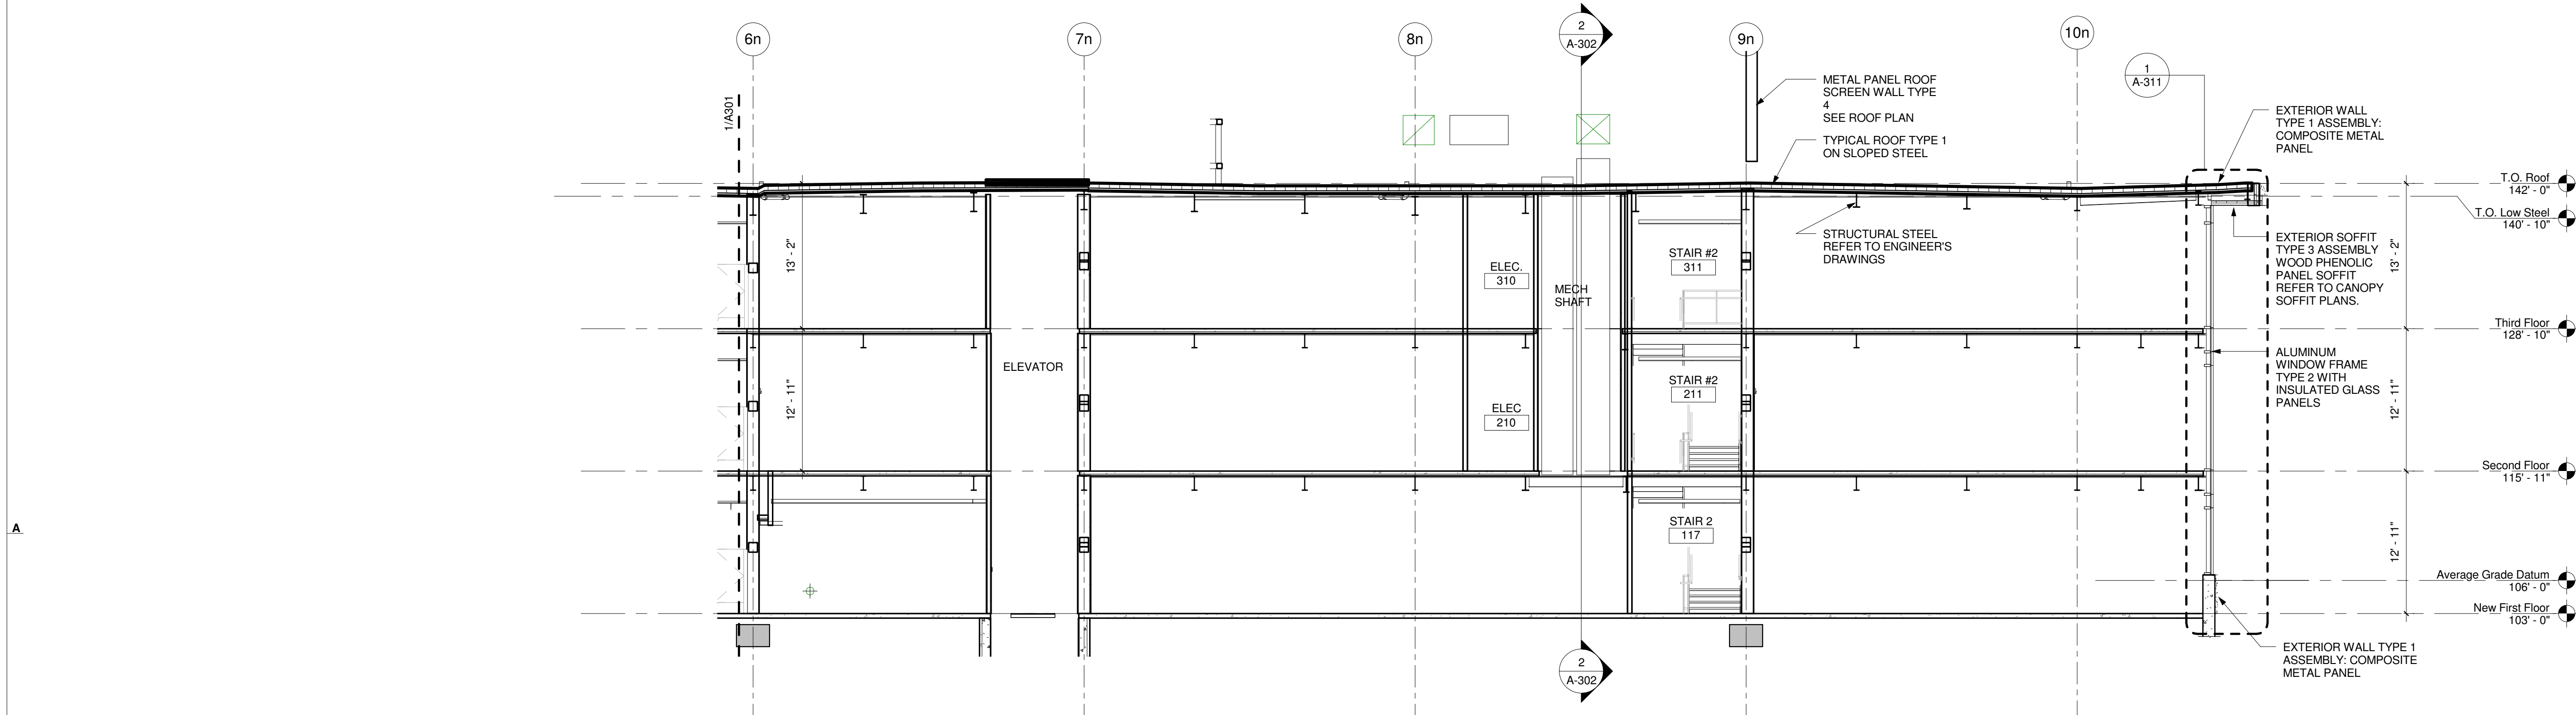 6n
7n
8n
2
A-302
9n
10n
1
A-311
1/A301
METAL PANEL ROOF
SCREEN WALL TYPE
4
SEE ROOF PLAN
TYPICAL ROOF TYPE 1
ON SLOPED STEEL
EXTERIOR WALL
TYPE 1 ASSEMBLY:
COMPOSITE METAL
PANEL
T.O. Roof
142' - 0"
T.O. Low Steel
140' - 10"
13' - 2"
STRUCTURAL STEEL
REFER TO ENGINEER'S
DRAWINGS
EXTERIOR SOFFIT
TYPE 3 ASSEMBLY
WOOD PHENOLIC
PANEL SOFFIT
REFER TO CANOPY
SOFFIT PLANS.
13' - 2"
ELEC.
310
MECH
SHAFT
STAIR #2
311
Third Floor
128' - 10"
ELEVATOR
12' - 11"
ELEC
210
STAIR #2
211
ALUMINUM
WINDOW FRAME
TYPE 2 WITH
INSULATED GLASS
PANELS
12' - 11"
Second Floor
115' - 11"
A
STAIR 2
117
12' - 11"
Average Grade Datum
106' - 0"
New First Floor
103' - 0"
2
A-302
EXTERIOR WALL TYPE 1
ASSEMBLY: COMPOSITE
METAL PANEL